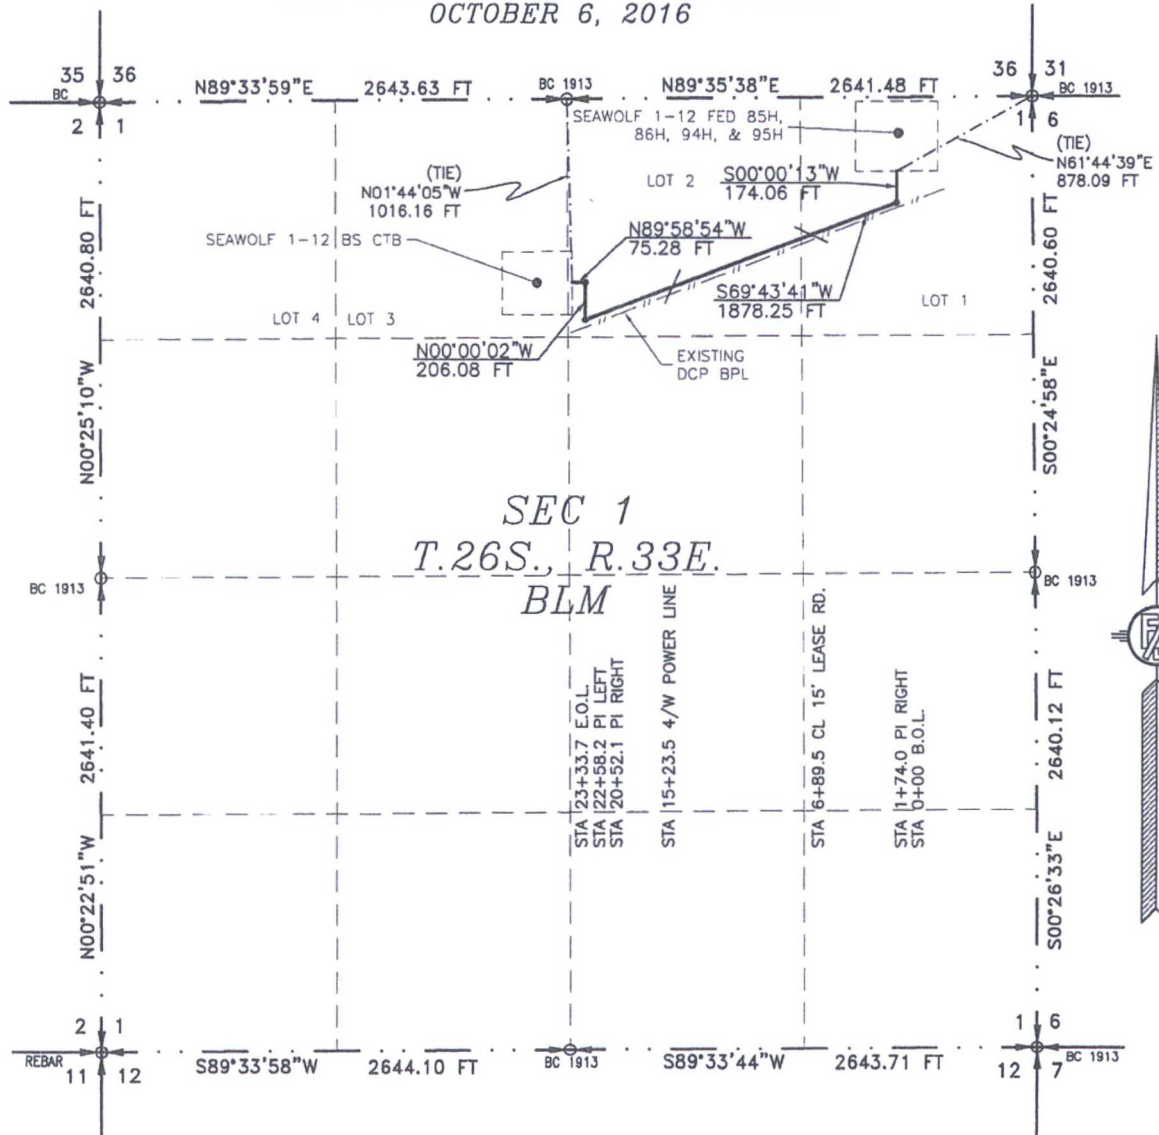 OCTOBER 6, 2016
35 36
BC
2 1
N89°33'59"E 2643.63 FT
BC 1913
N89°35'38"E 2641.48 FT
36 31
BC 1913
1 6
SEAWOLF 1-12 FED 85H,
86H, 94H, & 95H
(TIE)
N61°44'39"E
878.09 FT
(TIE)
N01°44'05"W
1016.16 FT
LOT 2
S00°00'13"W
174.06 FT
SEAWOLF 1-12 BS CTB
N89°58'54"W
75.28 FT
S69°43'41"W
1878.25 FT
LOT 1
LOT 4
LOT 3
N00°00'02"W
206.08 FT
EXISTING
DCP BPL
2640.80 FT
N00°25'10"W
2640.60 FT
S00°24'58"E
SEC 1
T.26S., R.33E.
BLM
BC 1913
BC 1913
STA 23+33.7 E.O.L.
STA 22+58.2 PI LEFT
STA 20+52.1 PI RIGHT
STA 15+23.5 4/W POWER LINE
STA 6+89.5 CL 15' LEASE RD.
STA 1+74.0 PI RIGHT
STA 0+00 B.O.L.
2641.40 FT
N00°22'51"W
2640.12 FT
S00°26'33"E
2 1
REBAR
11 12
S89°33'58"W 2644.10 FT
BC 1913
S89°33'44"W 2643.71 FT
1 6
BC 1913
12 7